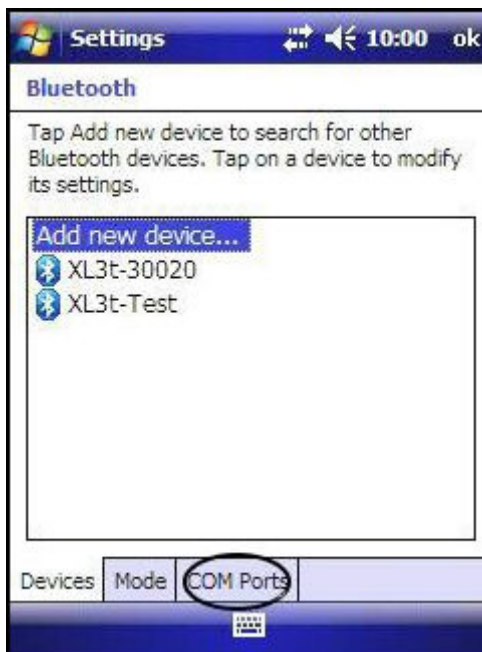 Settings 10:00 ok
Bluetooth
Tap Add new device to search for other
Bluetooth devices. Tap on a device to modify
its settings.
Add new device...
XL3t-30020
XL3t-Test
Devices Mode COM Ports